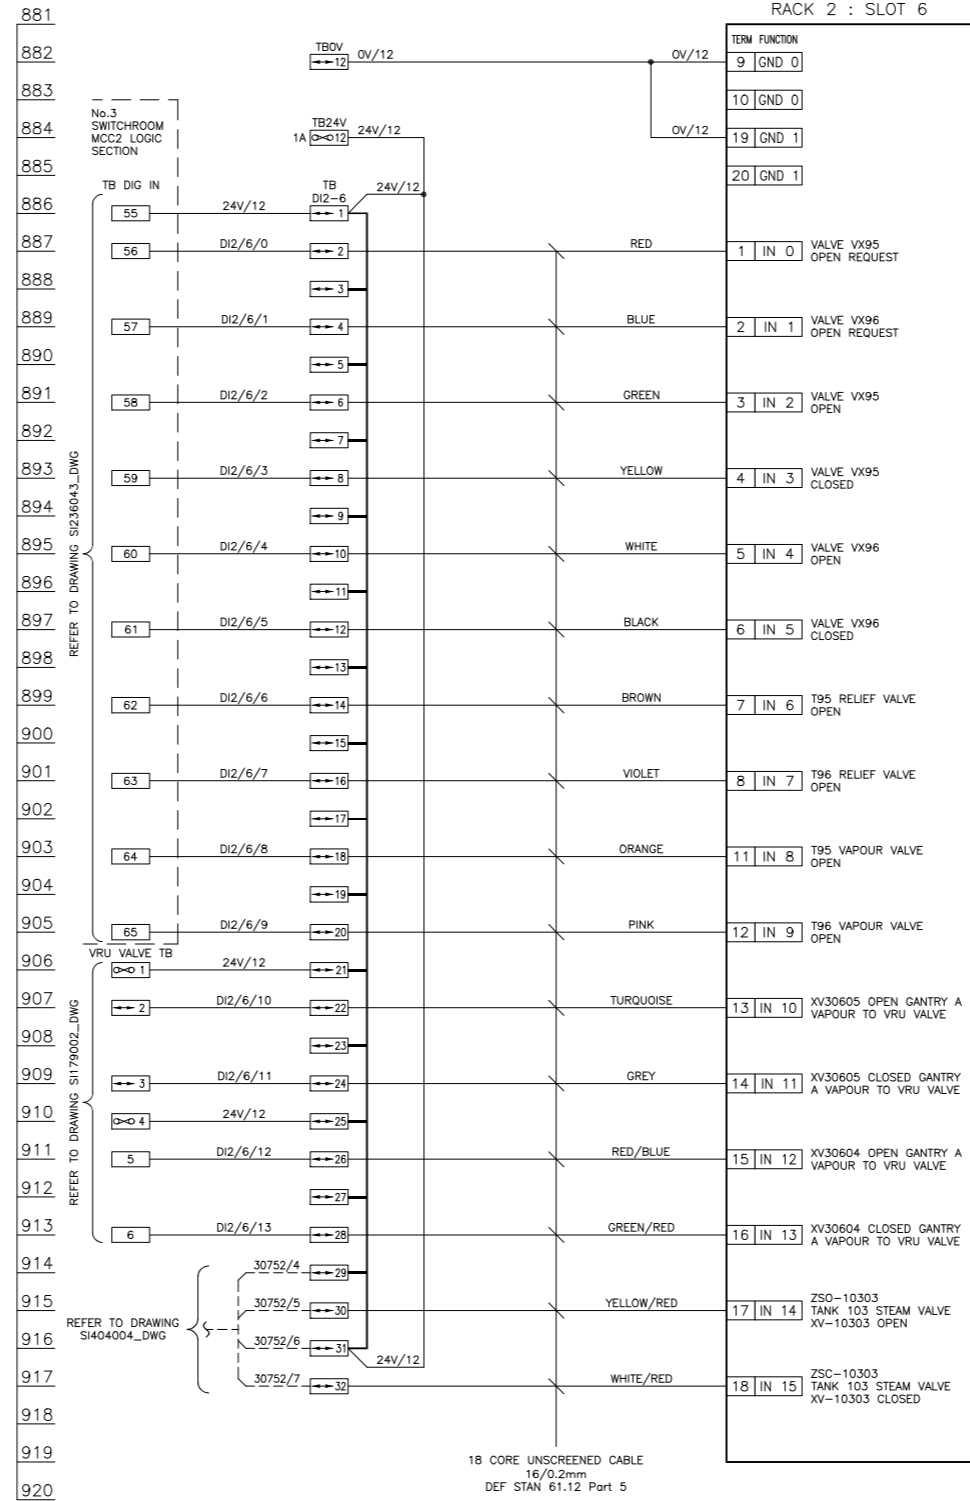 RACK 2 : SLOT 6
881
882
TB0V
12
0V/12
0V/12
TERM FUNCTION
9 GND 0
883
10 GND 0
No.3
SWITCHROOM
MCC2 LOGIC
SECTION
884
TB24V
1A 12
24V/12
0V/12
19 GND 1
885
20 GND 1
TB DIG IN
TB
DI2-6
24V/12
886
55
24V/12
1
887
56
DI2/6/0
2
RED
1 IN 0
VALVE VX95
OPEN REQUEST
888
3
889
57
DI2/6/1
4
BLUE
2 IN 1
VALVE VX96
OPEN REQUEST
890
5
891
58
DI2/6/2
6
GREEN
3 IN 2
VALVE VX95
OPEN
892
7
893
59
DI2/6/3
8
YELLOW
4 IN 3
VALVE VX95
CLOSED
894
9
REFER TO DRAWING SI236043_DWG
895
60
DI2/6/4
10
WHITE
5 IN 4
VALVE VX96
OPEN
896
11
897
61
DI2/6/5
12
BLACK
6 IN 5
VALVE VX96
CLOSED
898
13
899
62
DI2/6/6
14
BROWN
7 IN 6
T95 RELIEF VALVE
OPEN
900
15
901
63
DI2/6/7
16
VIOLET
8 IN 7
T96 RELIEF VALVE
OPEN
902
17
903
64
DI2/6/8
18
ORANGE
11 IN 8
T95 VAPOUR VALVE
OPEN
904
19
905
65
DI2/6/9
20
PINK
12 IN 9
T96 VAPOUR VALVE
OPEN
VRU VALVE TB
906
1
24V/12
21
907
2
DI2/6/10
22
TURQUOISE
13 IN 10
XV30605 OPEN GANTRY A
VAPOUR TO VRU VALVE
908
23
REFER TO DRAWING SI179002_DWG
909
3
DI2/6/11
24
GREY
14 IN 11
XV30605 CLOSED GANTRY
A VAPOUR TO VRU VALVE
910
4
24V/12
25
911
5
DI2/6/12
26
RED/BLUE
15 IN 12
XV30604 OPEN GANTRY A
VAPOUR TO VRU VALVE
912
27
913
6
DI2/6/13
28
GREEN/RED
16 IN 13
XV30604 CLOSED GANTRY
A VAPOUR TO VRU VALVE
914
30752/4
29
915
30752/5
30
YELLOW/RED
17 IN 14
ZSO-10303
TANK 103 STEAM VALVE
XV-10303 OPEN
REFER TO DRAWING
SI404004_DWG
916
30752/6
31
24V/12
917
30752/7
32
WHITE/RED
18 IN 15
ZSC-10303
TANK 103 STEAM VALVE
XV-10303 CLOSED
918
919
18 CORE UNSCREENED CABLE
16/0.2mm
DEF STAN 61.12 Part 5
920